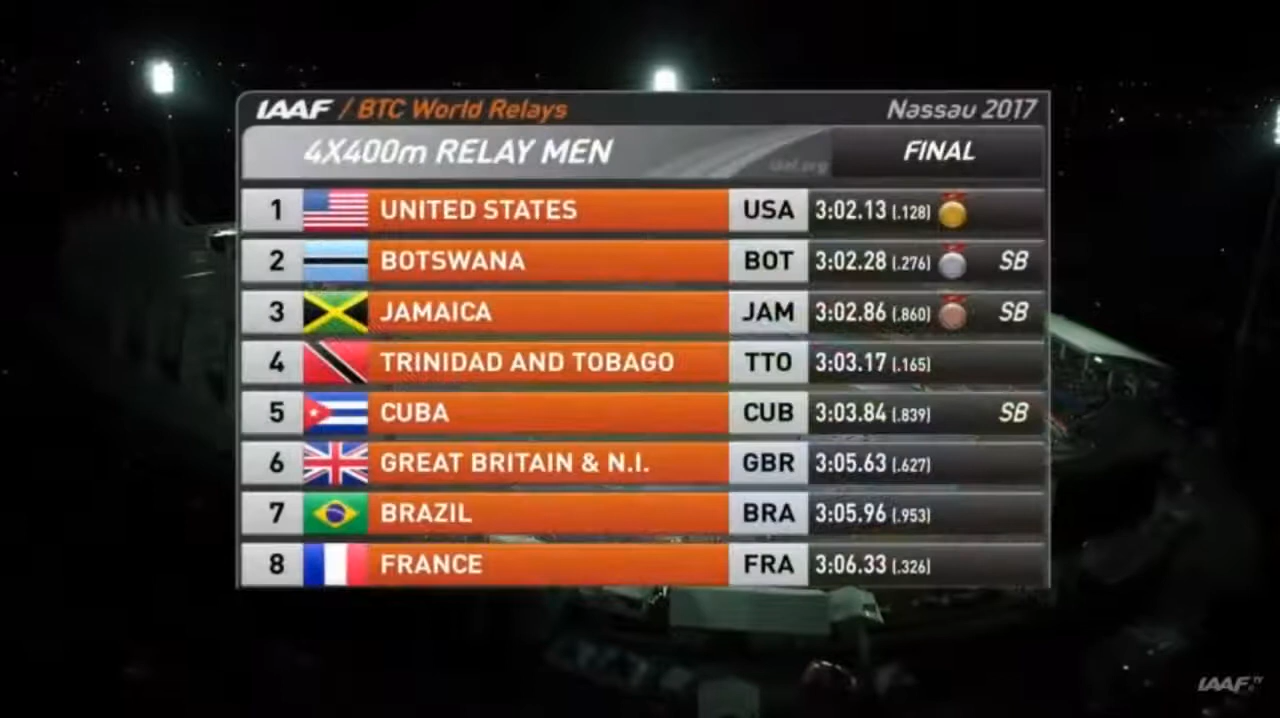 IAAF / BTC World Relays Nassau 2017
4X400m RELAY MEN FINAL
1 UNITED STATES USA 3:02.13 (.128)
2 BOTSWANA BOT 3:02.28 (.276) SB
3 JAMAICA JAM 3:02.86 (.860) SB
4 TRINIDAD AND TOBAGO TTO 3:03.17 (.165)
5 CUBA CUB 3:03.84 (.839) SB
6 GREAT BRITAIN & N.I. GBR 3:05.63 (.627)
7 BRAZIL BRA 3:05.96 (.953)
8 FRANCE FRA 3:06.33 (.326)
IAAF